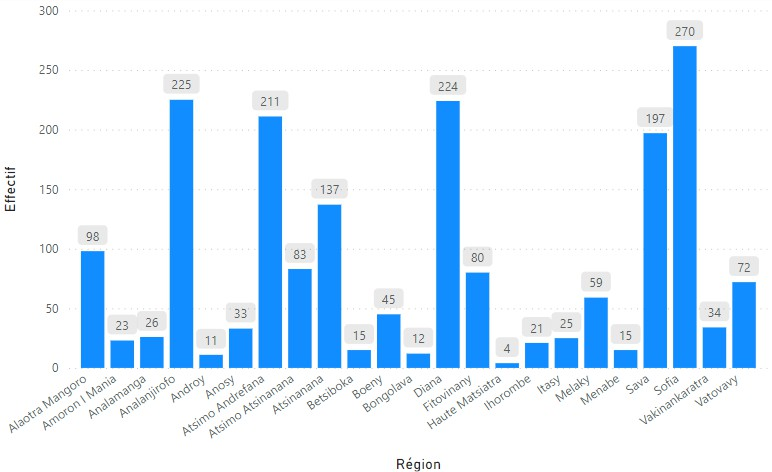 300
250
200
150
100
50
0
Effectif
98
23
26
225
11
33
211
83
137
15
45
12
224
80
4
21
25
59
15
197
270
34
72
Alaotra Mangoro
Amoron I Mania
Analamanga
Analanjirofo
Androy
Anosy
Atsimo Andrefana
Atsimo Atsinanana
Atsinanana
Betsiboka
Boeny
Bongolava
Diana
Fitovinany
Haute Matsiatra
Ihorombe
Itasy
Melaky
Menabe
Sava
Sofia
Vakinankaratra
Vatovavy
Région